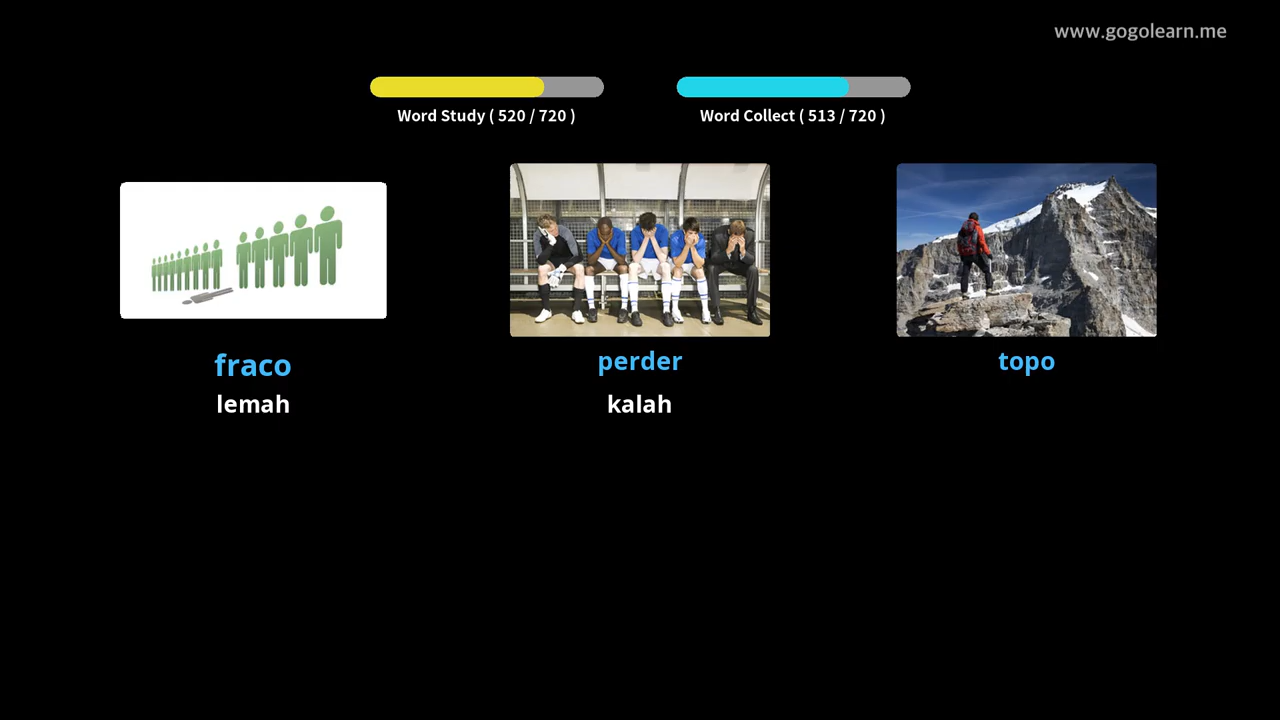 www.gogolearn.me
Word Study ( 520 / 720 )
Word Collect ( 513 / 720 )
fraco
lemah
perder
kalah
topo